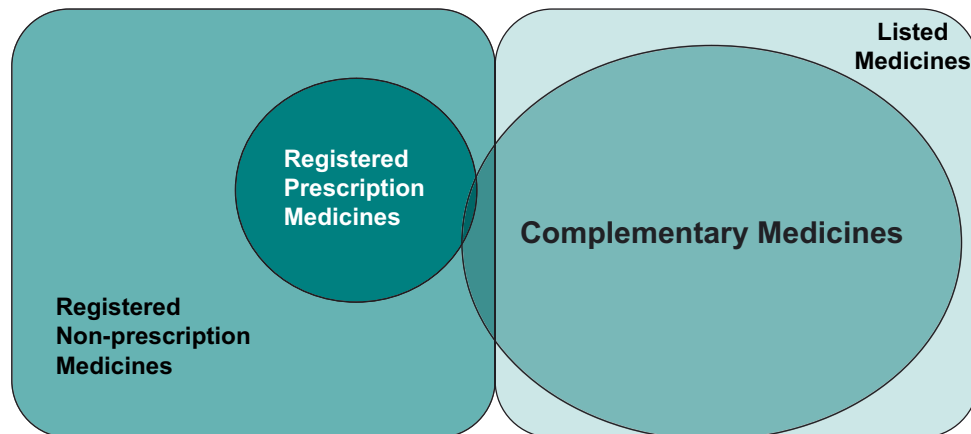 Listed
Medicines
Registered
Prescription
Medicines
Complementary Medicines
Registered
Non-prescription
Medicines